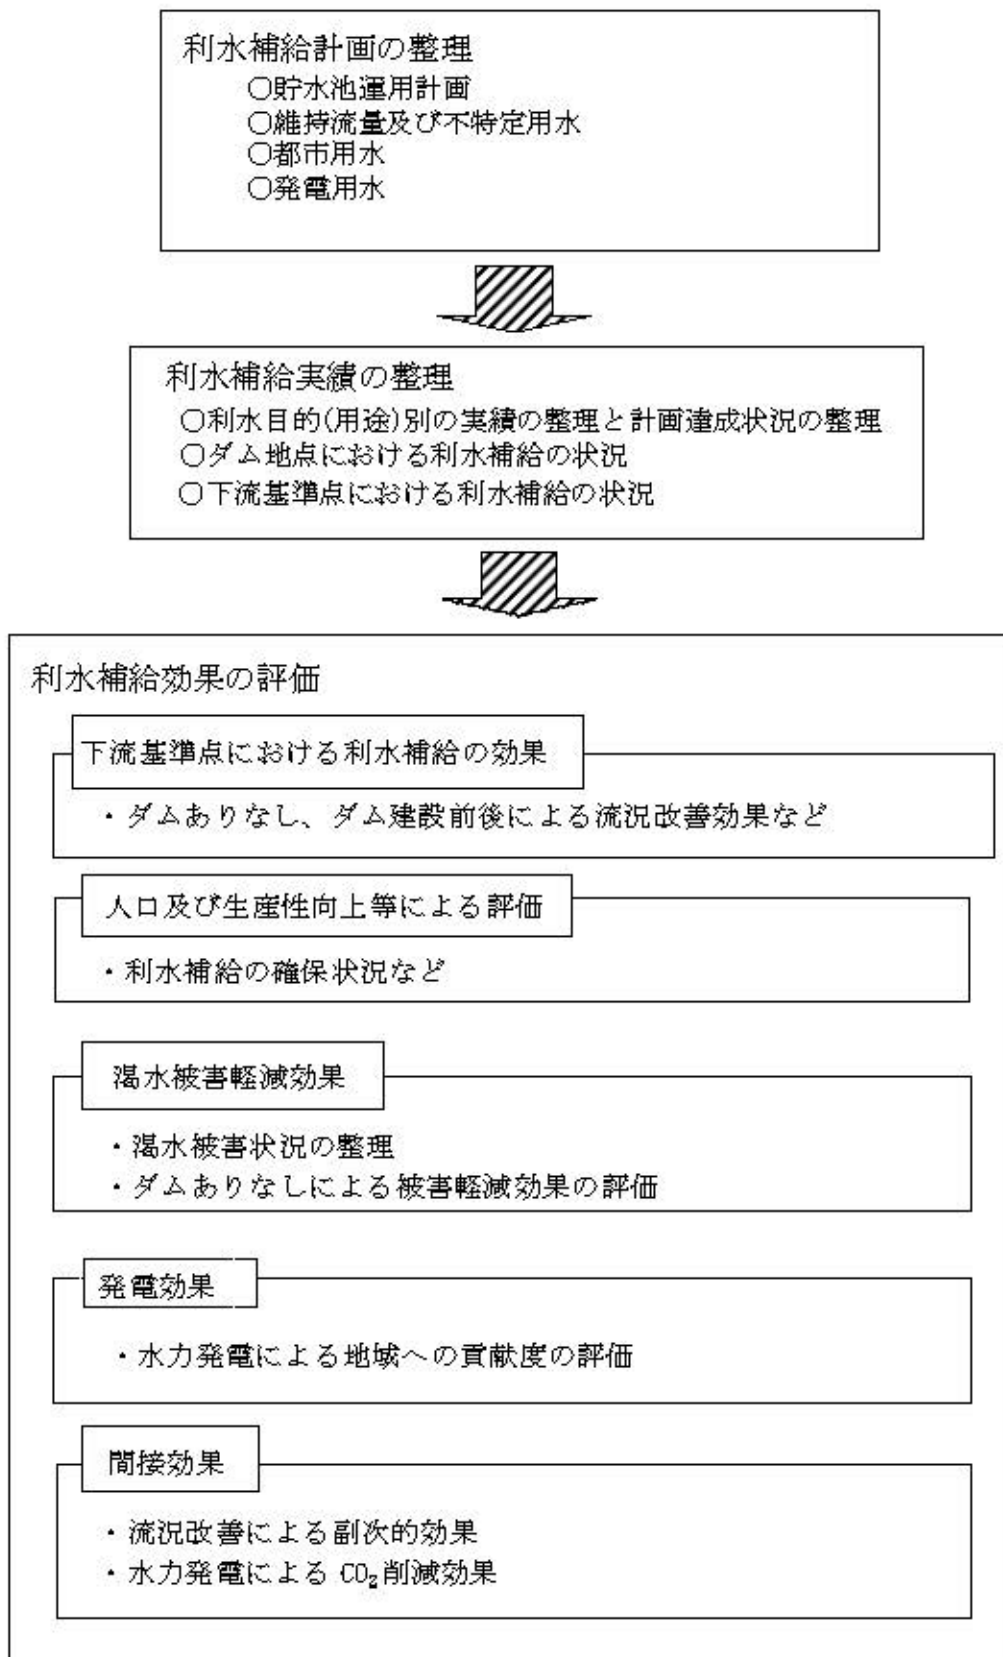 利水補給計画の整理
○貯水池運用計画
○維持流量及び不特定用水
○都市用水
○発電用水
利水補給実績の整理
○利水目的(用途)別の実績の整理と計画達成状況の整理
○ダム地点における利水補給の状況
○下流基準点における利水補給の状況
利水補給効果の評価
下流基準点における利水補給の効果
・ダムありなし、ダム建設前後による流況改善効果など
人口及び生産性向上等による評価
・利水補給の確保状況など
渇水被害軽減効果
・渇水被害状況の整理
・ダムありなしによる被害軽減効果の評価
発電効果
・水力発電による地域への貢献度の評価
間接効果
・流況改善による副次的効果
・水力発電による CO₂削減効果